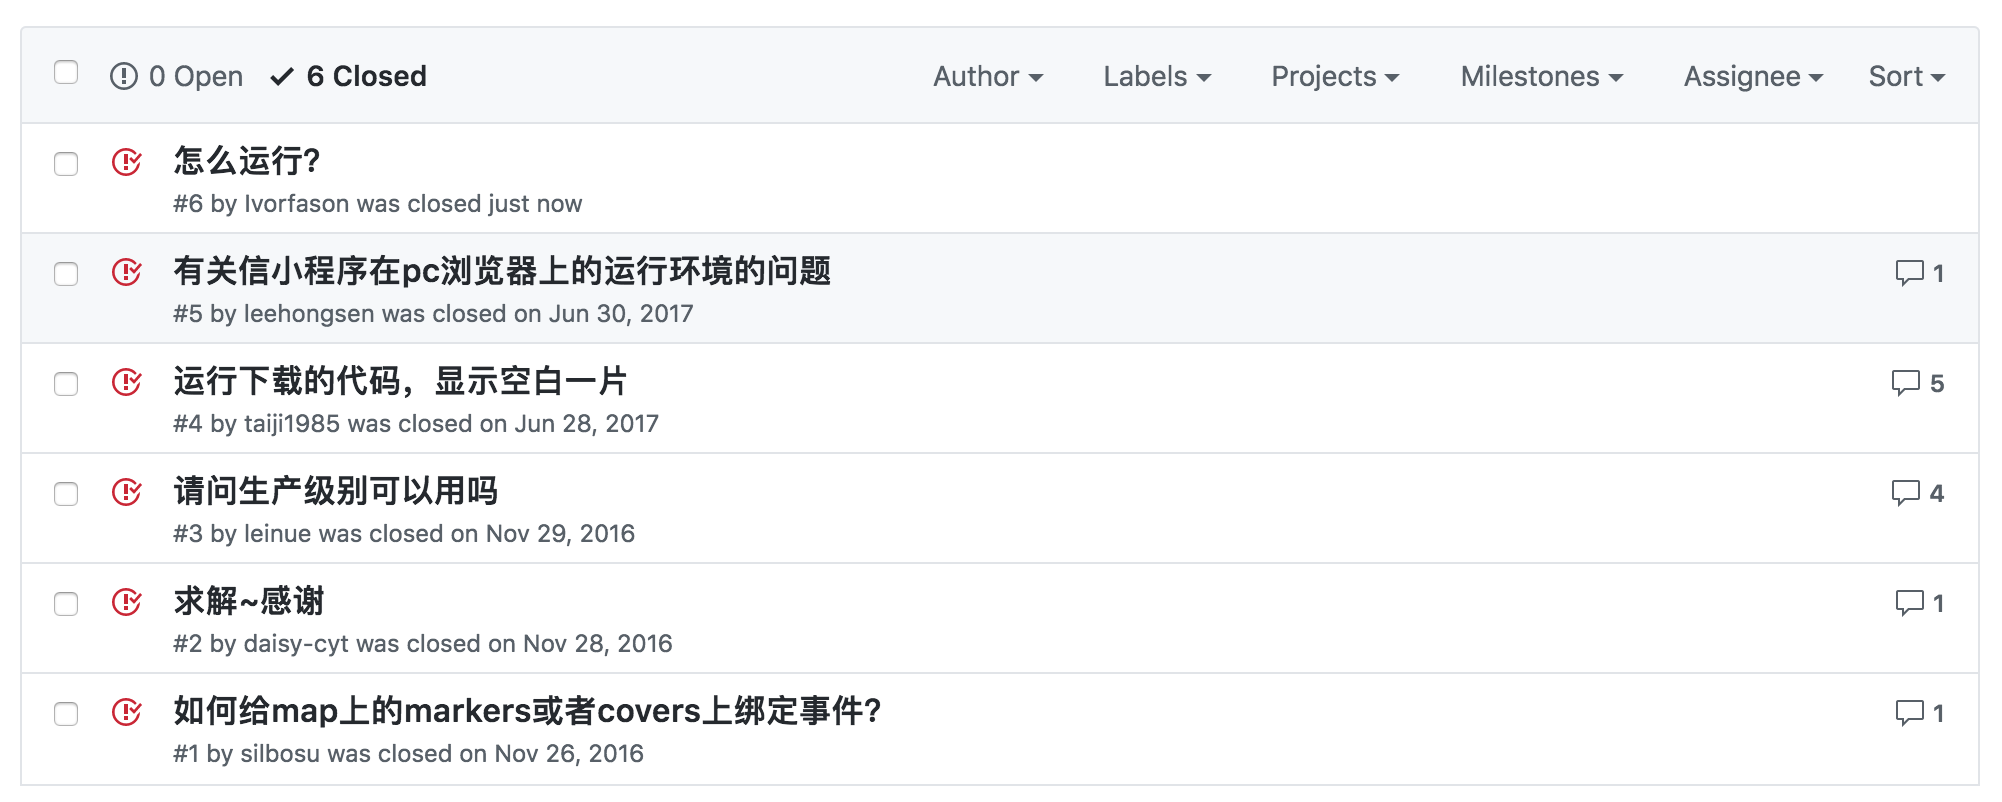 0 Open 6 Closed Author Labels Projects Milestones Assignee Sort
怎么运行?
#6 by Ivorfason was closed just now
有关信小程序在pc浏览器上的运行环境的问题
1
#5 by leehongsen was closed on Jun 30, 2017
运行下载的代码，显示空白一片
5
#4 by taiji1985 was closed on Jun 28, 2017
请问生产级别可以用吗
4
#3 by leinue was closed on Nov 29, 2016
求解~感谢
1
#2 by daisy-cyt was closed on Nov 28, 2016
如何给map上的markers或者covers上绑定事件?
1
#1 by silbosu was closed on Nov 26, 2016